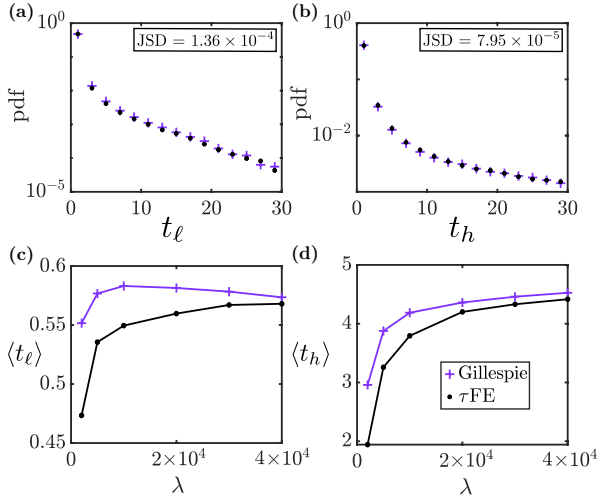 (a)
10^0
JSD = 1.36 × 10^−4
pdf
10^−5
0 10 20 30
t_ℓ
(b)
10^0
JSD = 7.95 × 10^−5
pdf
10^−2
0 10 20 30
t_h
(c)
0.6
0.55
⟨t_ℓ⟩
0.5
0.45
0 2×10^4 4×10^4
λ
(d)
5
4
⟨t_h⟩
3
2
Gillespie
τFE
0 2×10^4 4×10^4
λ